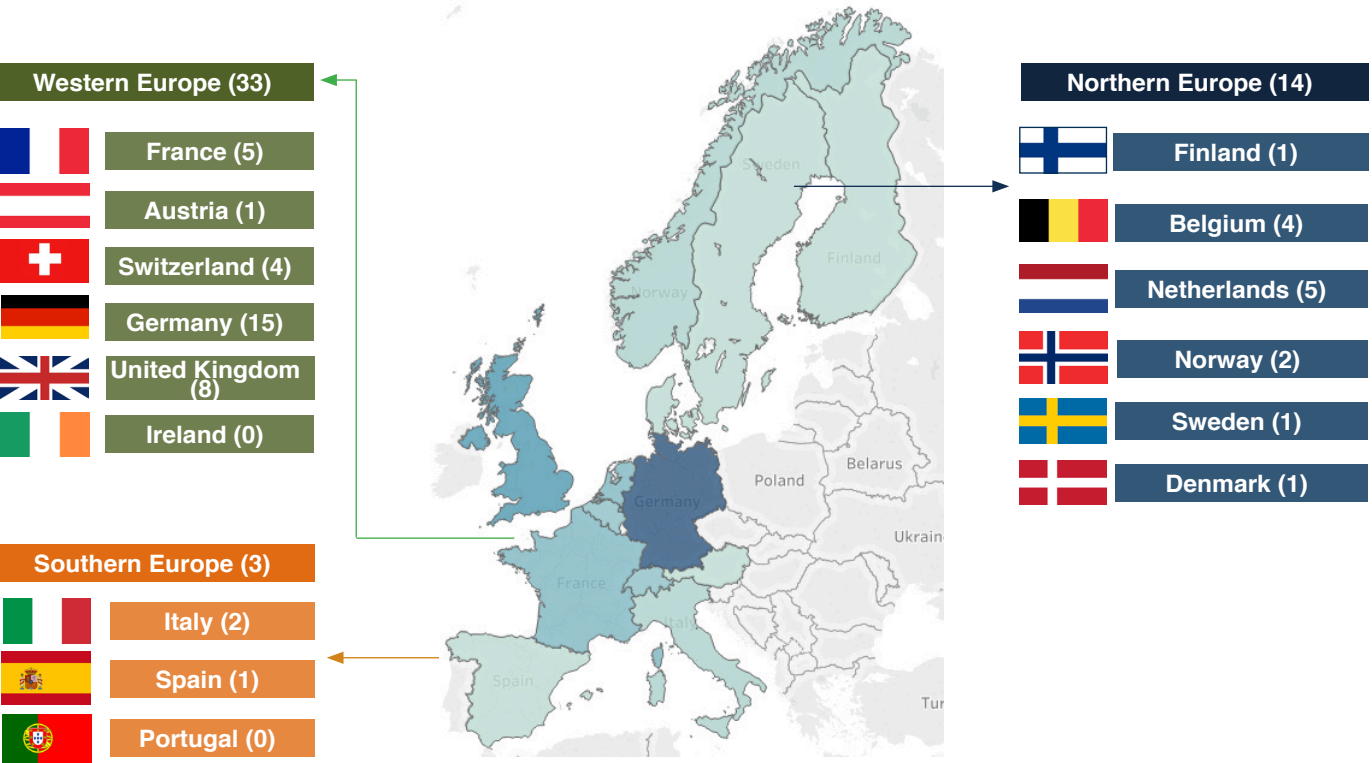 Western Europe (33)
France (5)
Austria (1)
Switzerland (4)
Germany (15)
United Kingdom
(8)
Ireland (0)
Southern Europe (3)
Italy (2)
Spain (1)
Portugal (0)
Sweden
Finland
Norway
Belarus
Poland
Germany
Ukrain
France
Italy
Spain
Tur
Northern Europe (14)
Finland (1)
Belgium (4)
Netherlands (5)
Norway (2)
Sweden (1)
Denmark (1)